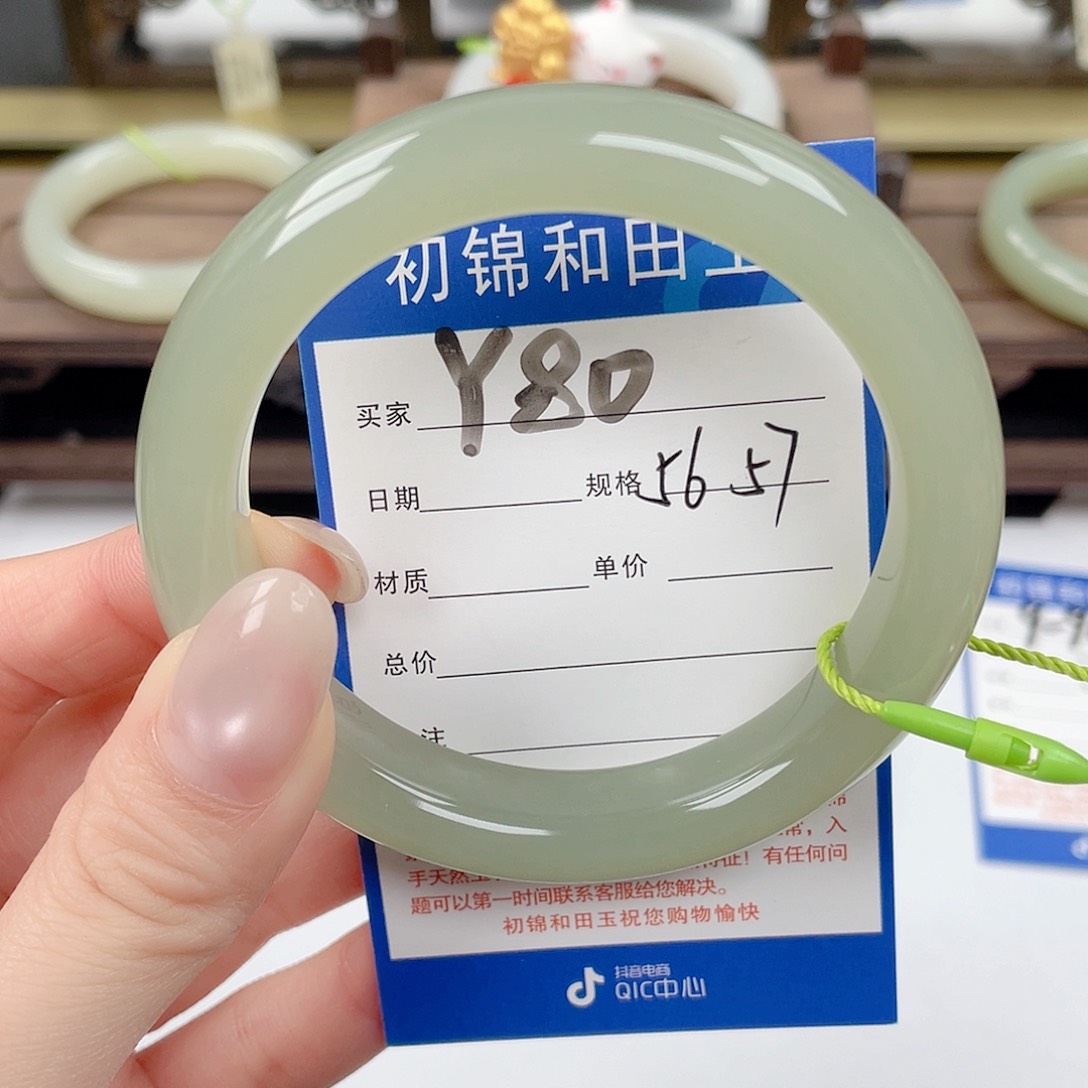 初锦和田玉
买家 Y80
日期 规格 56 57
材质 单价
总价
注
常，入
手天然玉 特征！有任何问
题可以第一时间联系客服给您解决。
初锦和田玉祝您购物愉快
抖音电商
QIC中心